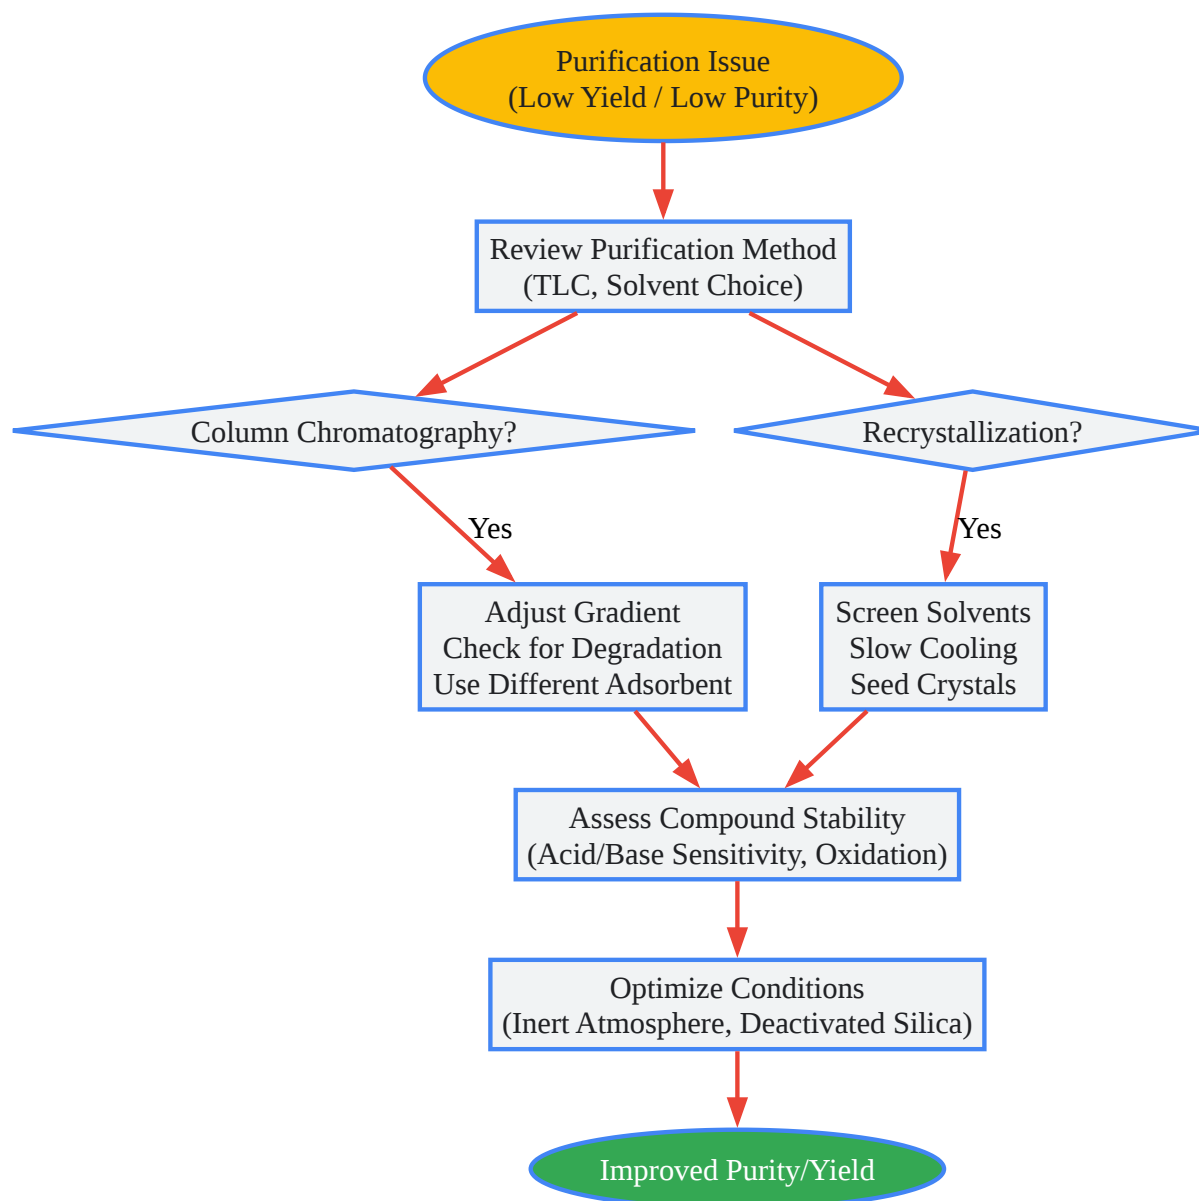 Purification Issue
(Low Yield / Low Purity)
Review Purification Method
(TLC, Solvent Choice)
Column Chromatography?
Recrystallization?
Yes
Yes
Adjust Gradient
Check for Degradation
Use Different Adsorbent
Screen Solvents
Slow Cooling
Seed Crystals
Assess Compound Stability
(Acid/Base Sensitivity, Oxidation)
Optimize Conditions
(Inert Atmosphere, Deactivated Silica)
Improved Purity/Yield